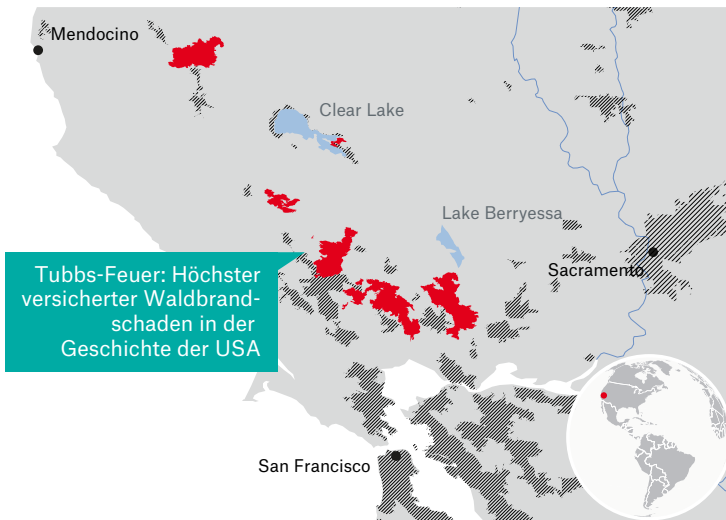 Mendocino
Clear Lake
Lake Berryessa
Sacramento
Tubbs-Feuer: Höchster
versicherter Waldbrand-
schaden in der
Geschichte der USA
San Francisco